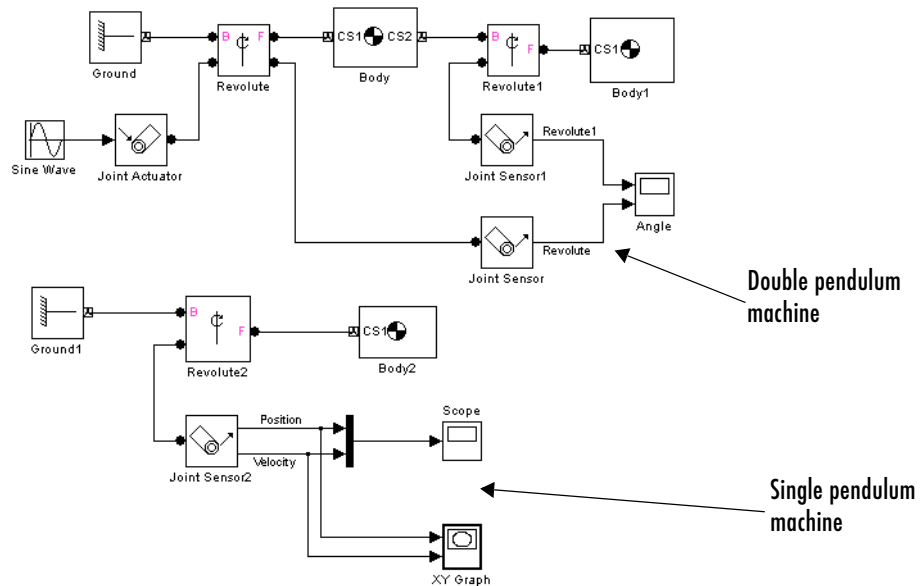 B F
CS1 CS2
B F
CS1
Ground
Revolute
Body
Revolute1
Body1
Sine Wave
Joint Actuator
Joint Sensor1
Revolute1
Angle
Joint Sensor
Revolute
Double pendulum
machine
B F
CS1
Ground1
Revolute2
Body2
Position
Velocity
Joint Sensor2
Scope
Single pendulum
machine
XY Graph